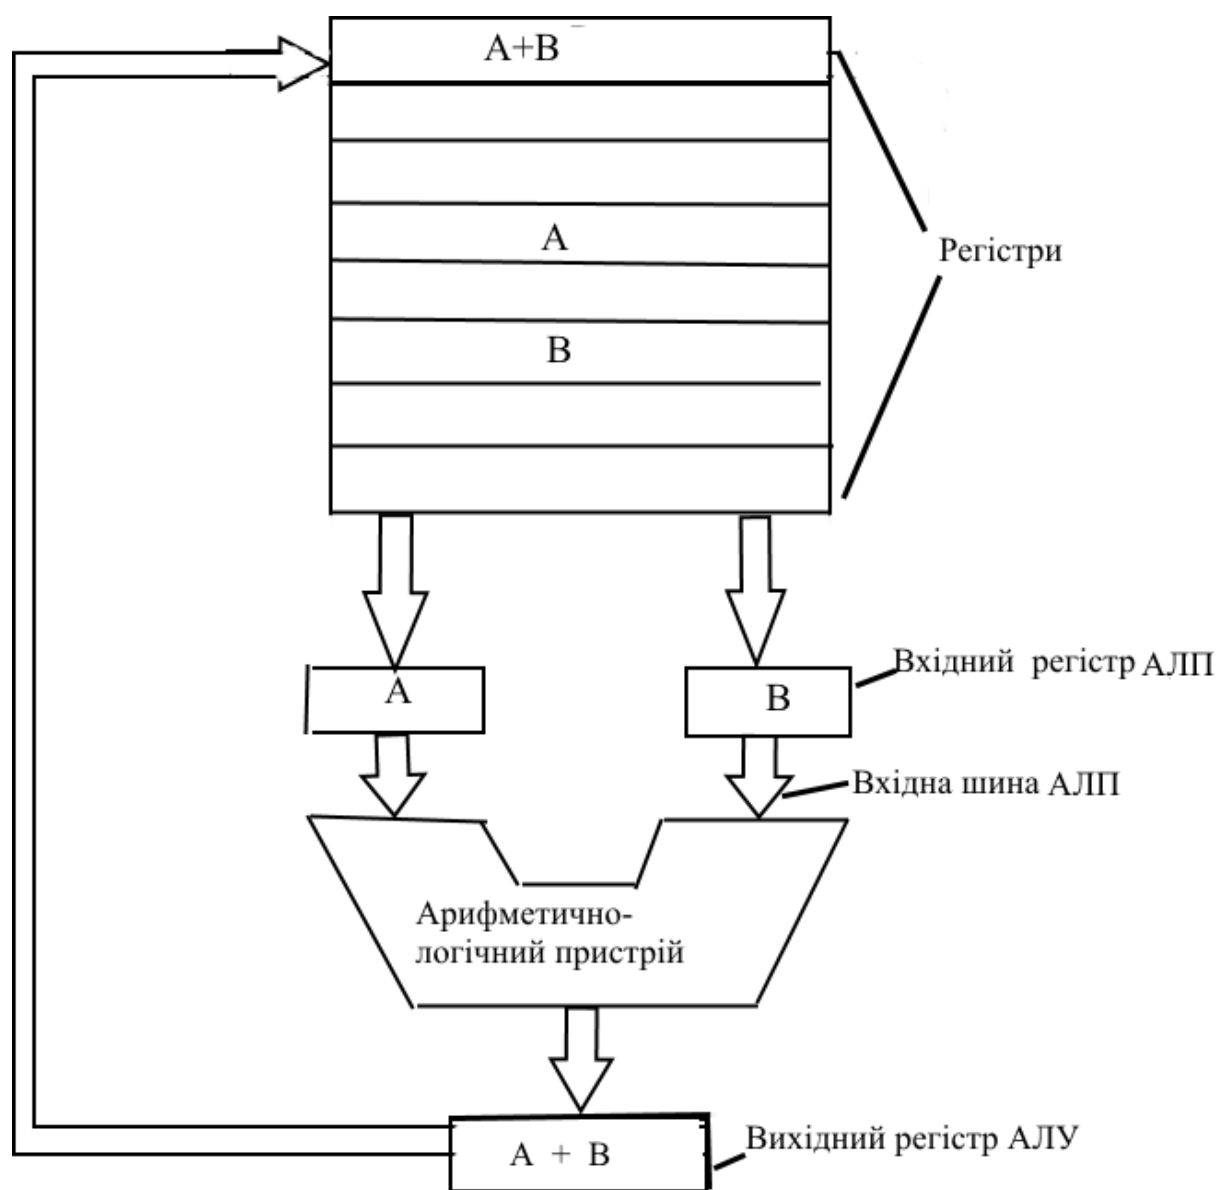 A+B
A
Регістри
B
A
B
Вхідний регістр АЛП
Вхідна шина АЛП
Арифметично-
логічний пристрій
A + B
Вихідний регістр АЛУ